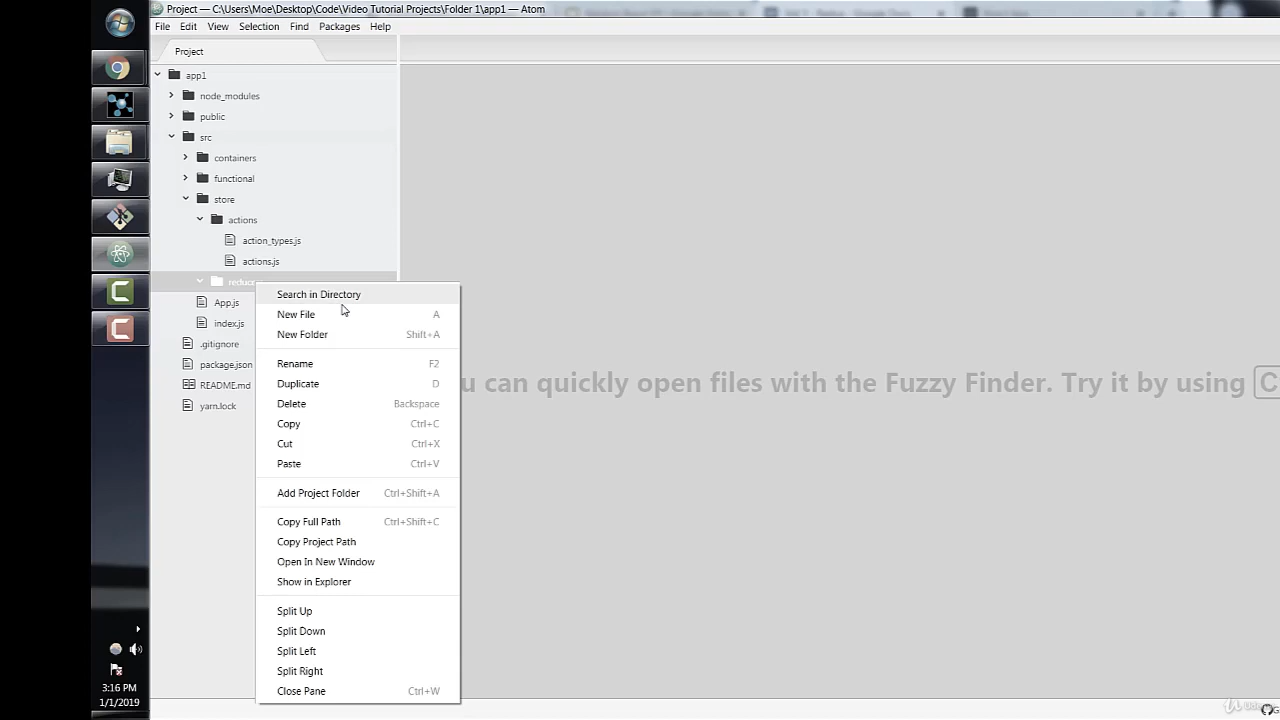 Project — C:\Users\Moe\Desktop\Code\Video Tutorial Projects\Folder 1\app1 — Atom
File Edit View Selection Find Packages Help
Project
app1
node_modules
public
src
containers
functional
store
actions
action_types.js
actions.js
App.js
index.js
.gitignore
package.json
README.md
yarn.lock
Search in Directory
New File A
New Folder Shift+A
Rename F2
Duplicate D
Delete Backspace
Copy Ctrl+C
Cut Ctrl+X
Paste Ctrl+V
Add Project Folder Ctrl+Shift+A
Copy Full Path Ctrl+Shift+C
Copy Project Path
Open In New Window
Show in Explorer
Split Up
Split Down
Split Left
Split Right
Close Pane Ctrl+W
can quickly open files with the Fuzzy Finder. Try it by using C
3:16 PM
1/1/2019